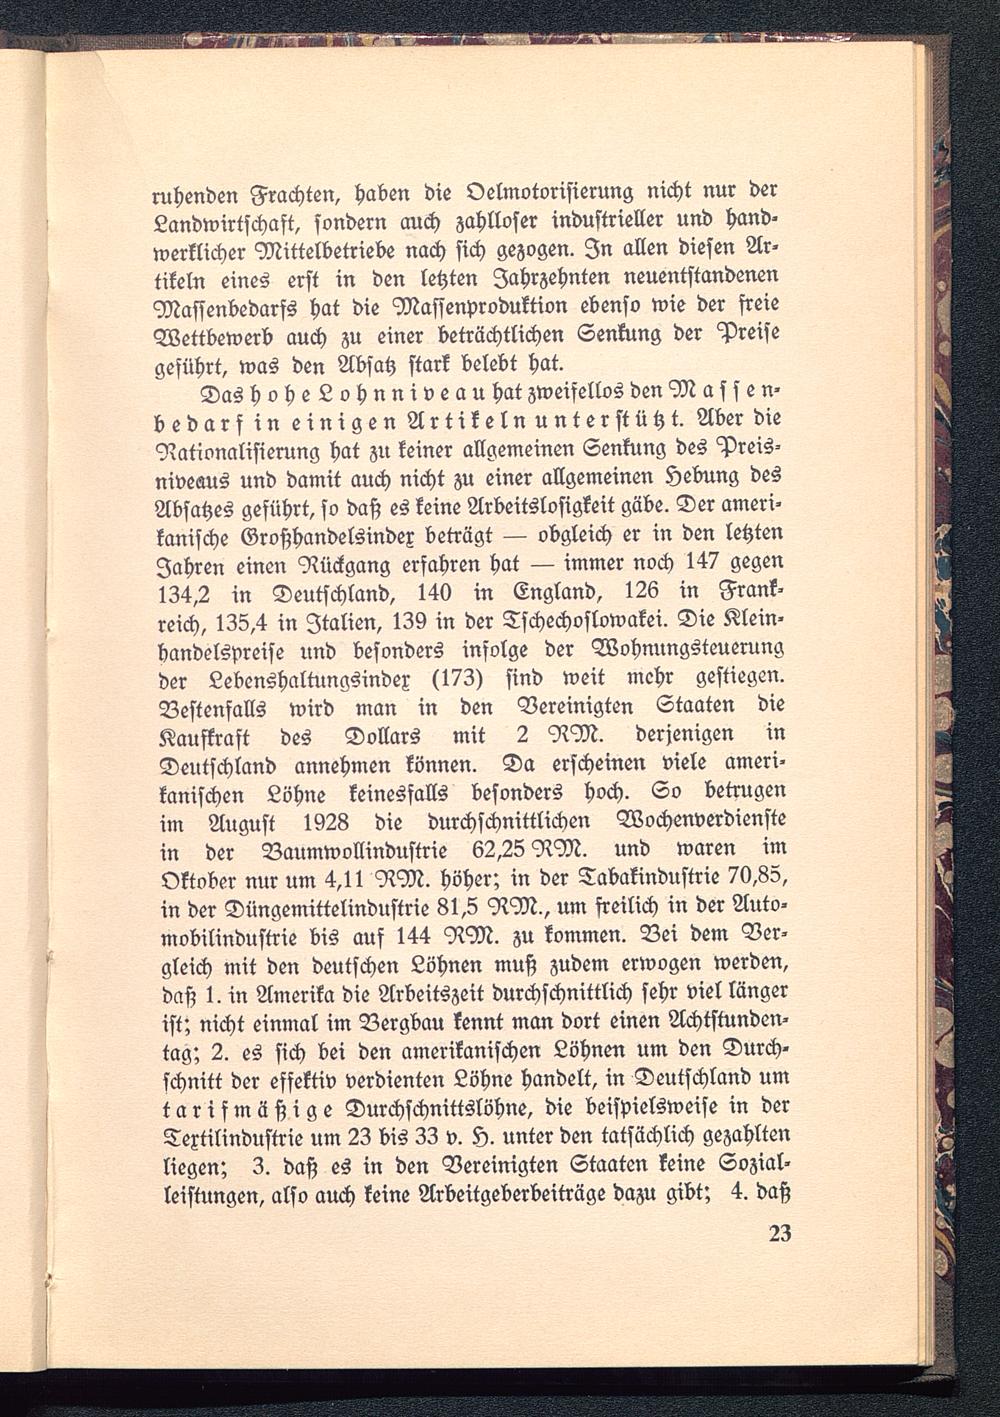 ruhenden Frachten, haben die Oelmotorisierung nicht nur der
Landwirtschaft, sondern auch zahlloser industrieller und hand-
werklicher Mittelbetriebe nach sich gezogen. In allen diesen Ar-
tikeln eines erst in den letzten Jahrzehnten neuentstandenen
Massenbedarfs hat die Massenproduktion ebenso wie der freie
Wettbewerb auch zu einer beträchtlichen Senkung der Preise
geführt, was den Absatz stark belebt hat.
Das hohe Lohnniveau hat zweifellos den Massen-
bedarf in einigen Artikeln unterstützt. Aber die
Rationalisierung hat zu keiner allgemeinen Senkung des Preis-
niveaus und damit auch nicht zu einer allgemeinen Hebung des
Absatzes geführt, so daß es keine Arbeitslosigkeit gäbe. Der ameri-
kanische Großhandelsindex beträgt — obgleich er in den letzten
Jahren einen Rückgang erfahren hat — immer noch 147 gegen
134,2 in Deutschland, 140 in England, 126 in Frank-
reich, 135,4 in Italien, 139 in der Tschechoslowakei. Die Klein-
handelspreise und besonders infolge der Wohnungsteuerung
der Lebenshaltungsindex (173) sind weit mehr gestiegen.
Bestenfalls wird man in den Vereinigten Staaten die
Kaufkraft des Dollars mit 2 RM. derjenigen in
Deutschland annehmen können. Da erscheinen viele ameri-
kanischen Löhne keinesfalls besonders hoch. So betrugen
im August 1928 die durchschnittlichen Wochenverdienste
in der Baumwollindustrie 62,25 RM. und waren im
Oktober nur um 4,11 RM. höher; in der Tabakindustrie 70,85,
in der Düngemittelindustrie 81,5 RM., um freilich in der Auto-
mobilindustrie bis auf 144 RM. zu kommen. Bei dem Ver-
gleich mit den deutschen Löhnen muß zudem erwogen werden,
daß 1. in Amerika die Arbeitszeit durchschnittlich sehr viel länger
ist; nicht einmal im Bergbau kennt man dort einen Achtstunden-
tag; 2. es sich bei den amerikanischen Löhnen um den Durch-
schnitt der effektiv verdienten Löhne handelt, in Deutschland um
tarifmäßige Durchschnittslöhne, die beispielsweise in der
Textilindustrie um 23 bis 33 v. H. unter den tatsächlich gezahlten
liegen; 3. daß es in den Vereinigten Staaten keine Sozial-
leistungen, also auch keine Arbeitgeberbeiträge dazu gibt; 4. daß
23